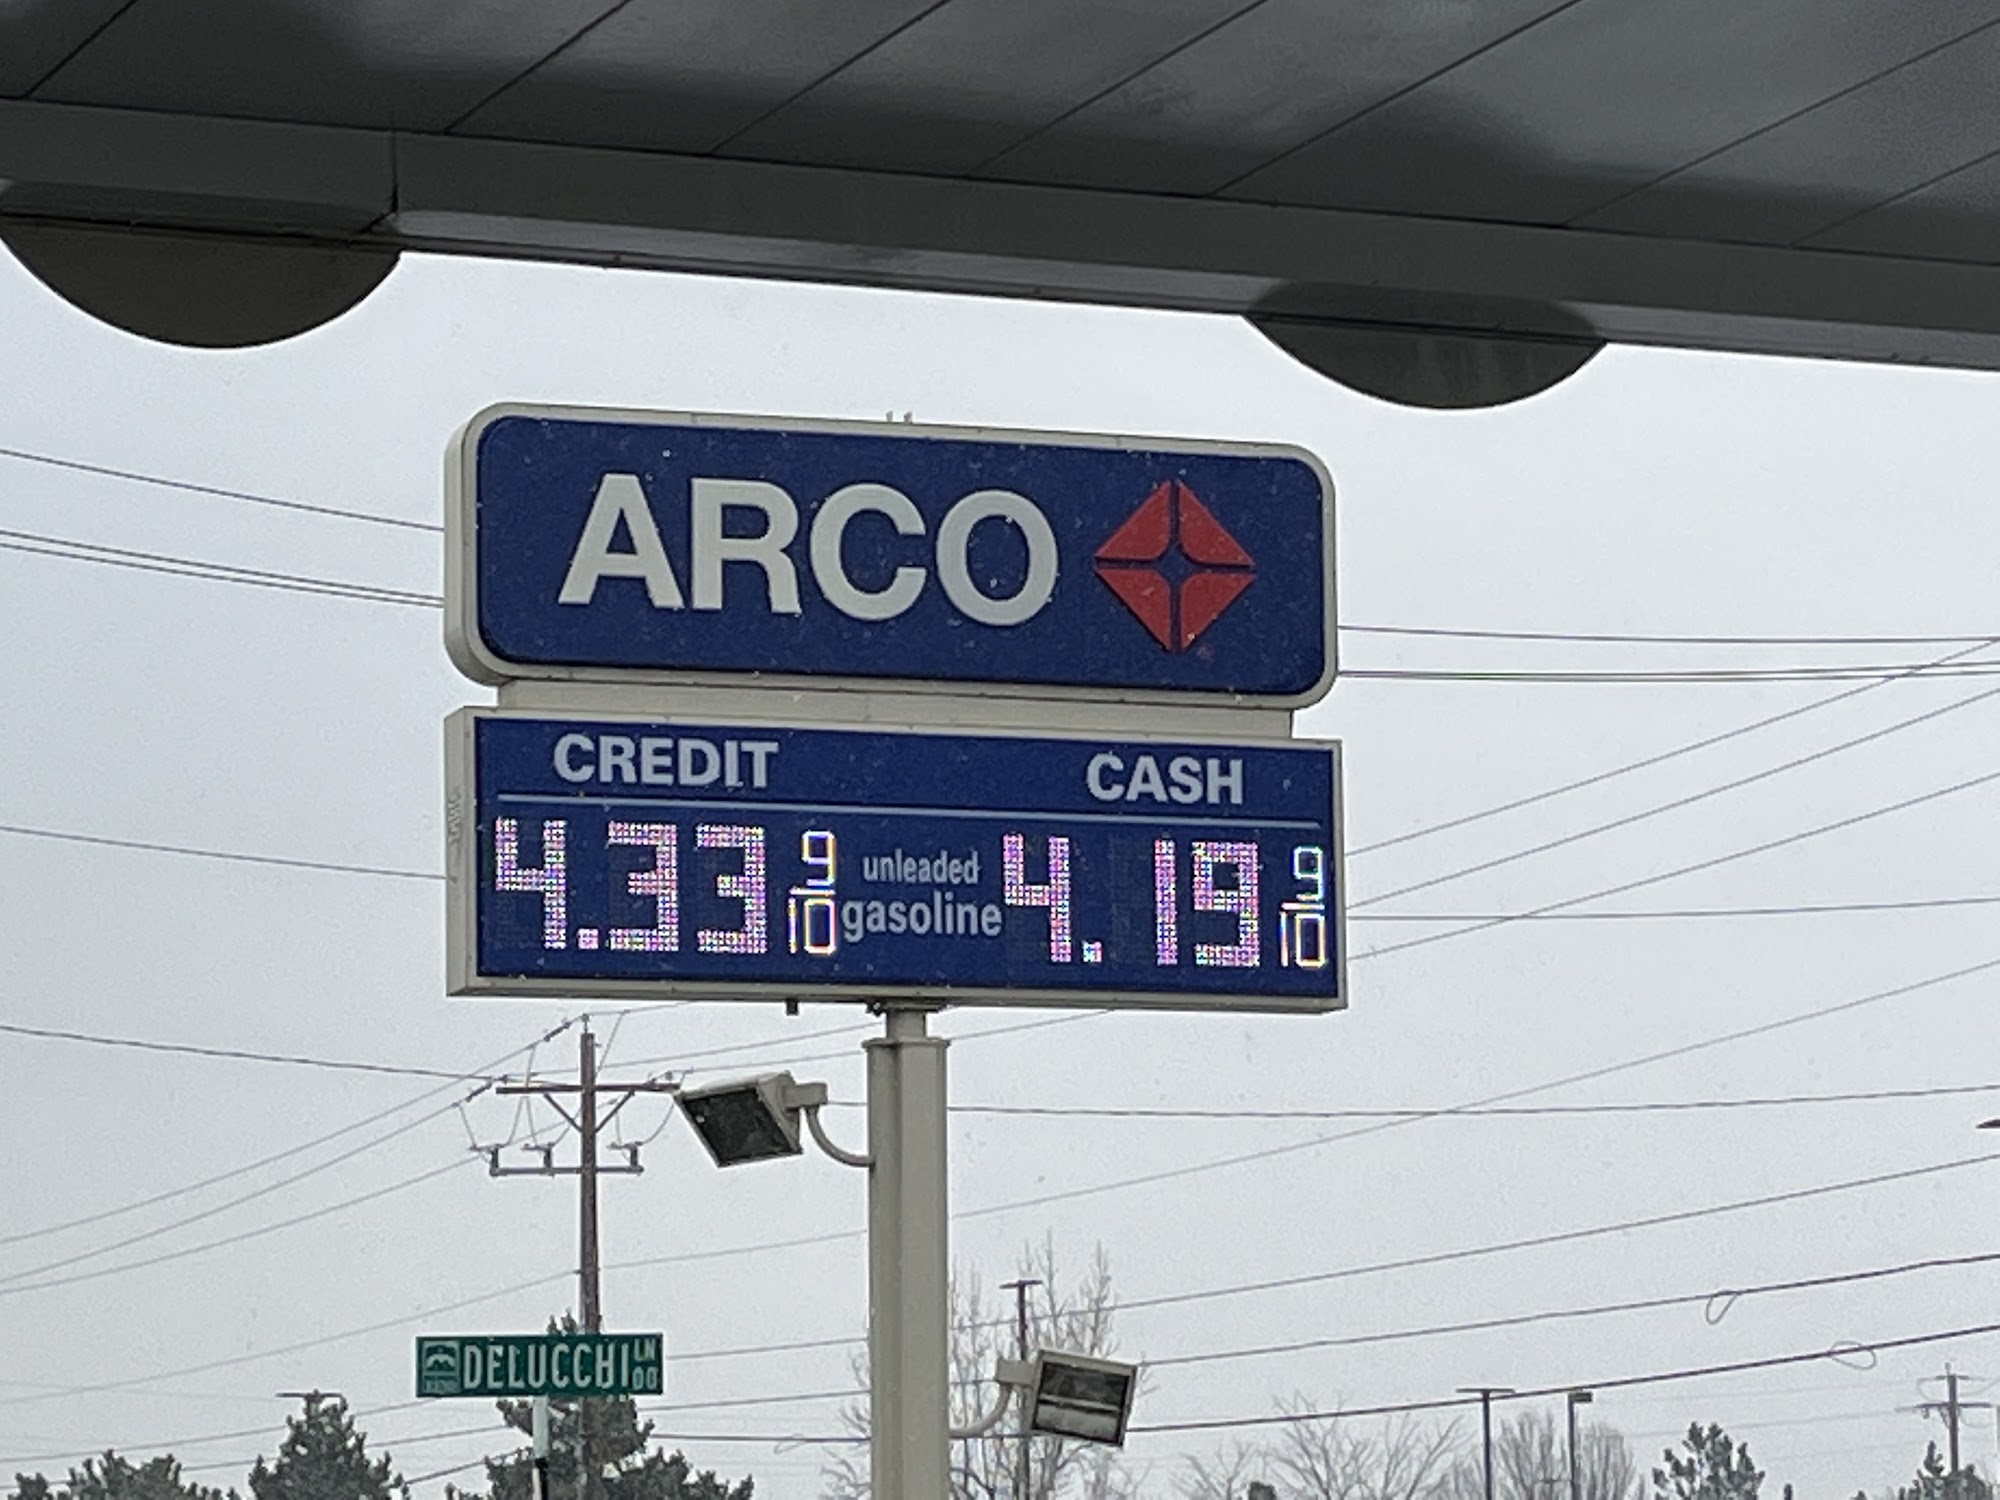 ARCO
CREDIT CASH
4.33 9/10 unleaded gasoline 4.19 9/10
DELUCCHI LN